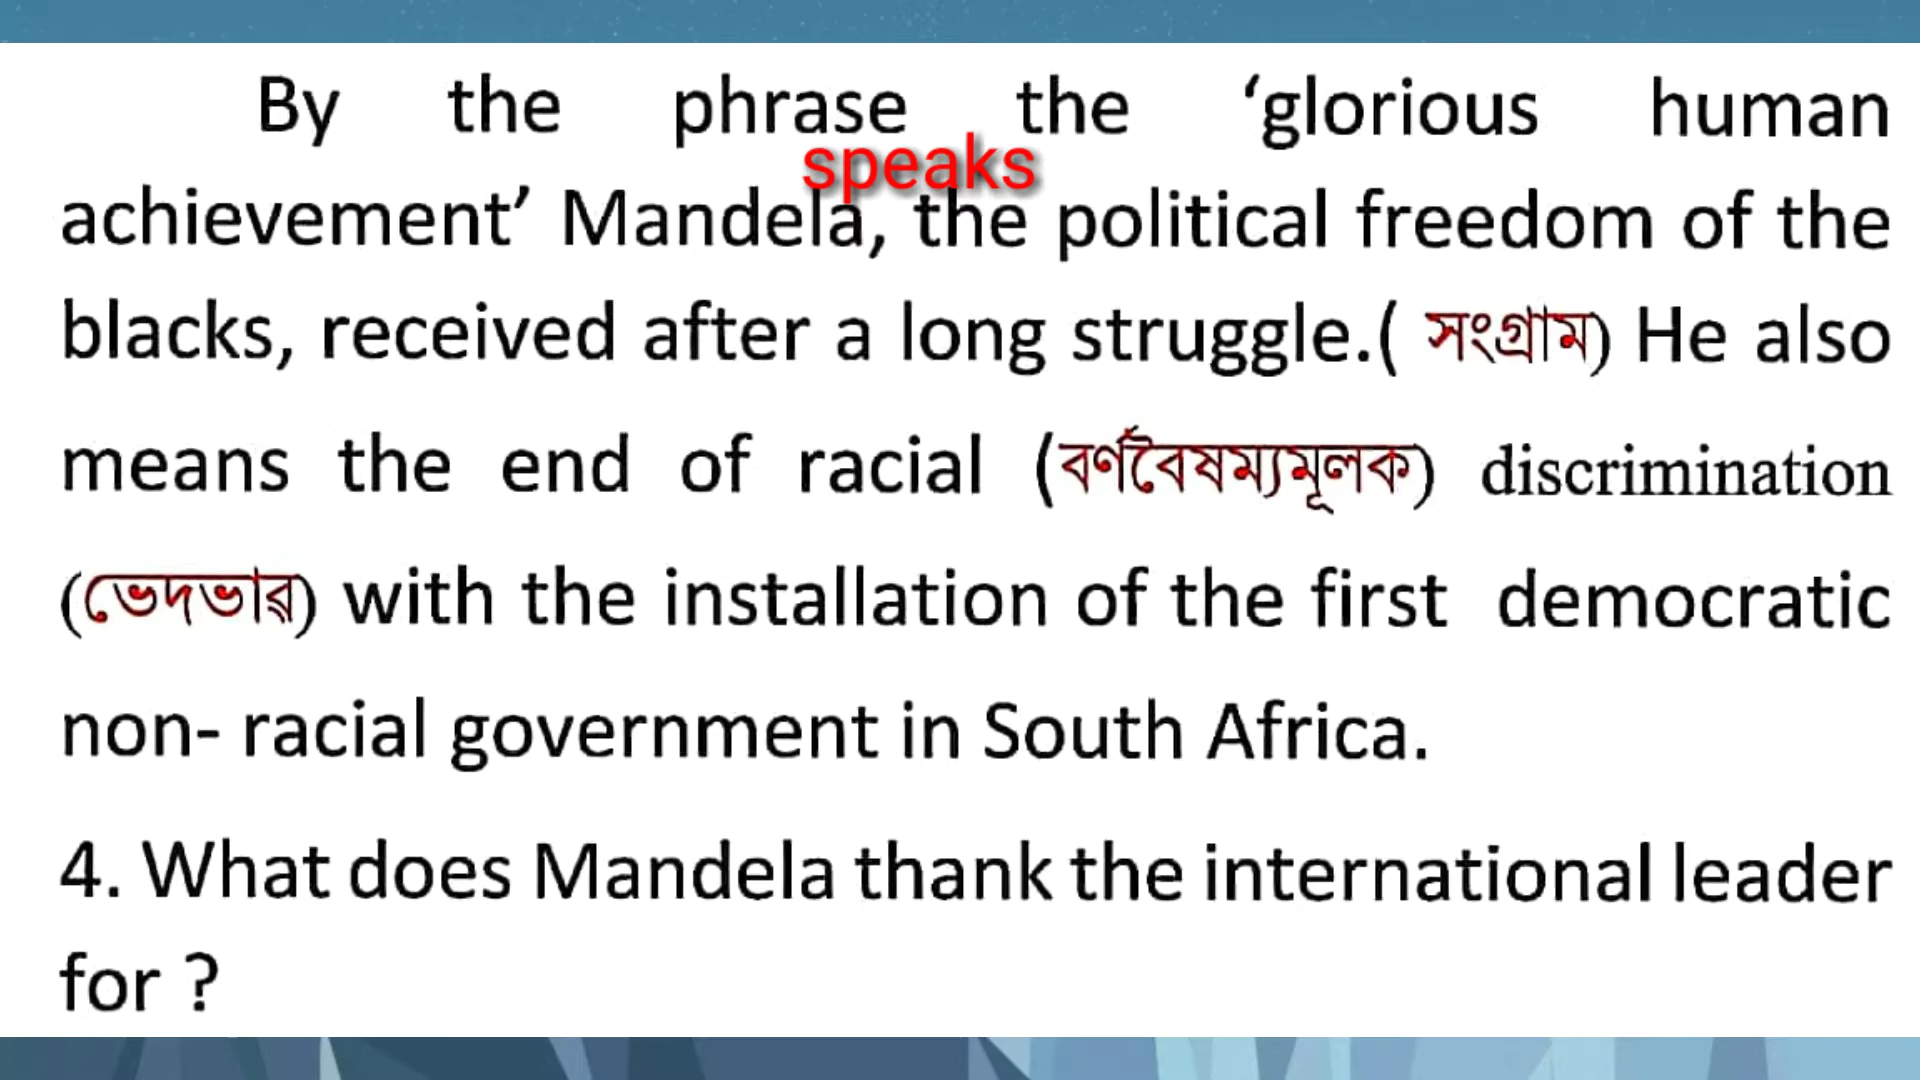 By the phrase the ‘glorious human
speaks
achievement’ Mandela, the political freedom of the
blacks, received after a long struggle.( সংগ্ৰাম) He also
means the end of racial (বৰ্ণবৈষম্যমূলক) discrimination
(ভেদভাৱ) with the installation of the first democratic
non- racial government in South Africa.
4. What does Mandela thank the international leader
for ?